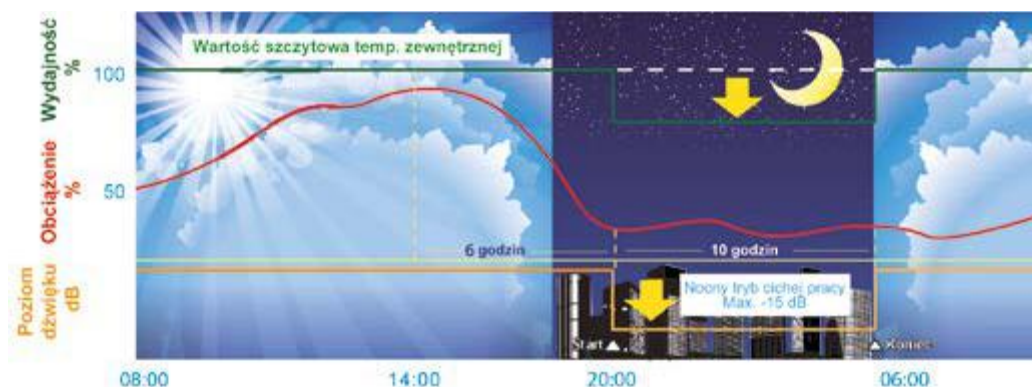 Wydajność
%
Wartość szczytowa temp. zewnętrznej
100
Obciążenie
%
50
6 godzin
10 godzin
Poziom
dźwięku
dB
Noony tryb cichej pracy
Max. -15 dB
Start
Koniec
08:00
14:00
20:00
06:00